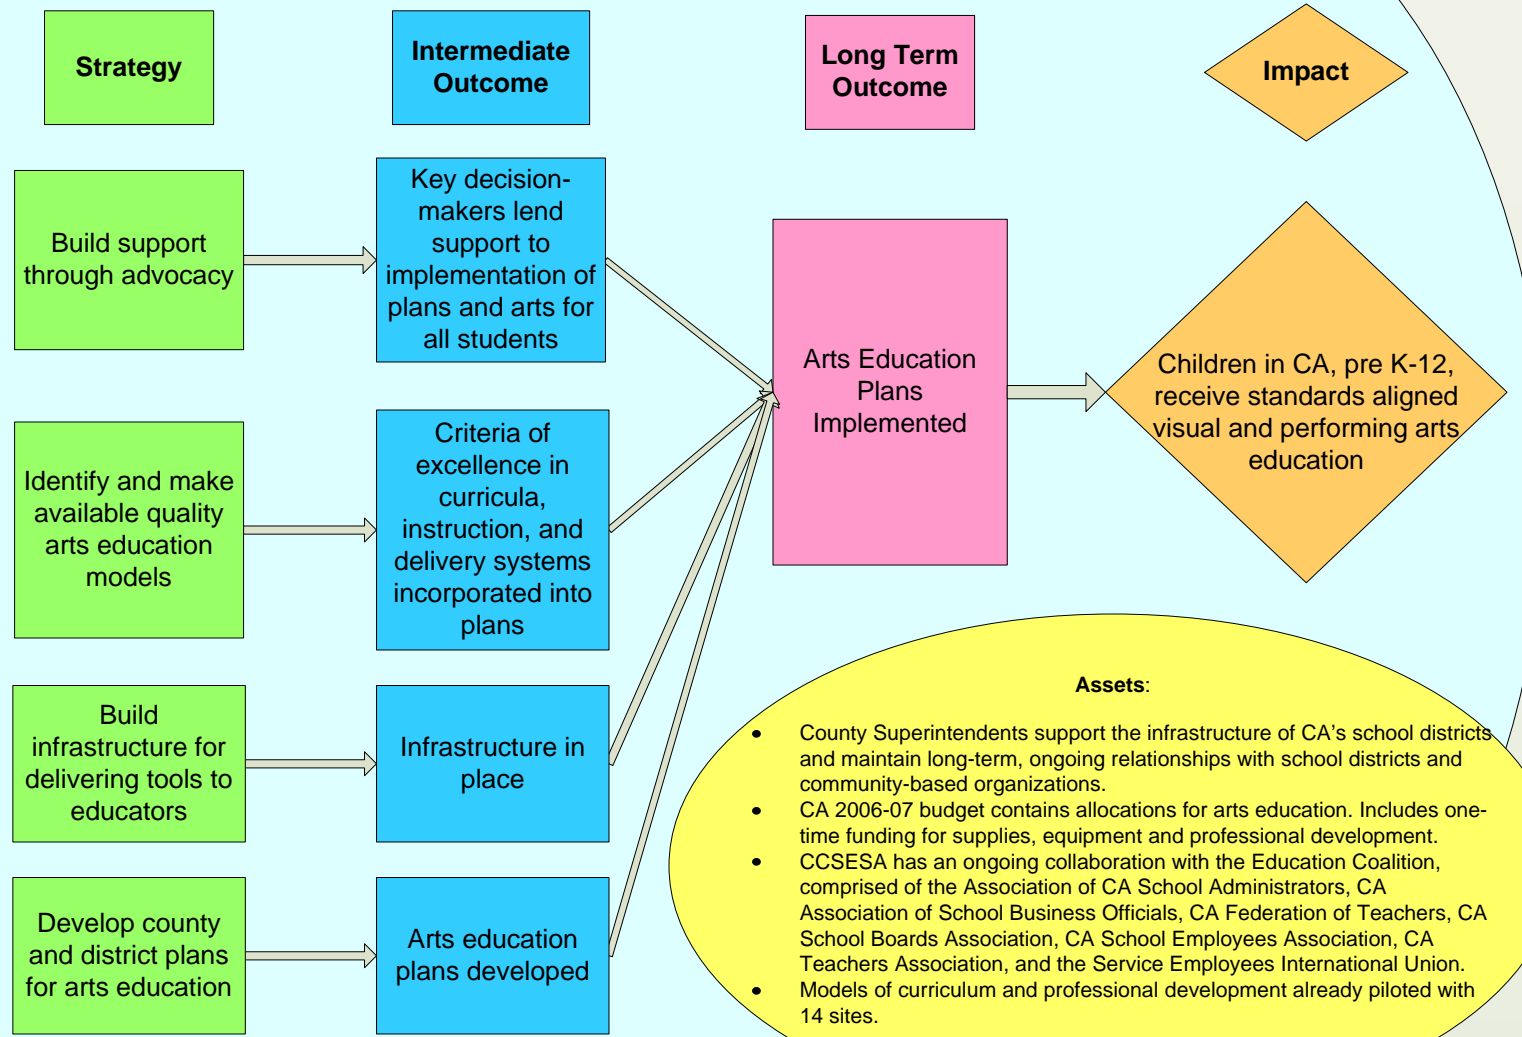 Strategy
Intermediate
Outcome
Long Term
Outcome
Impact
Build support
through advocacy
Key decision-
makers lend
support to
implementation of
plans and arts for
all students
Arts Education
Plans
Implemented
Children in CA, pre K-12,
receive standards aligned
visual and performing arts
education
Identify and make
available quality
arts education
models
Criteria of
excellence in
curricula,
instruction, and
delivery systems
incorporated into
plans
Build
infrastructure for
delivering tools to
educators
Infrastructure in
place
Develop county
and district plans
for arts education
Arts education
plans developed
Assets:
• County Superintendents support the infrastructure of CA's school districts
and maintain long-term, ongoing relationships with school districts and
community-based organizations.
• CA 2006-07 budget contains allocations for arts education. Includes one-
time funding for supplies, equipment and professional development.
• CCSESA has an ongoing collaboration with the Education Coalition,
comprised of the Association of CA School Administrators, CA
Association of School Business Officials, CA Federation of Teachers, CA
School Boards Association, CA School Employees Association, CA
Teachers Association, and the Service Employees International Union.
• Models of curriculum and professional development already piloted with
14 sites.